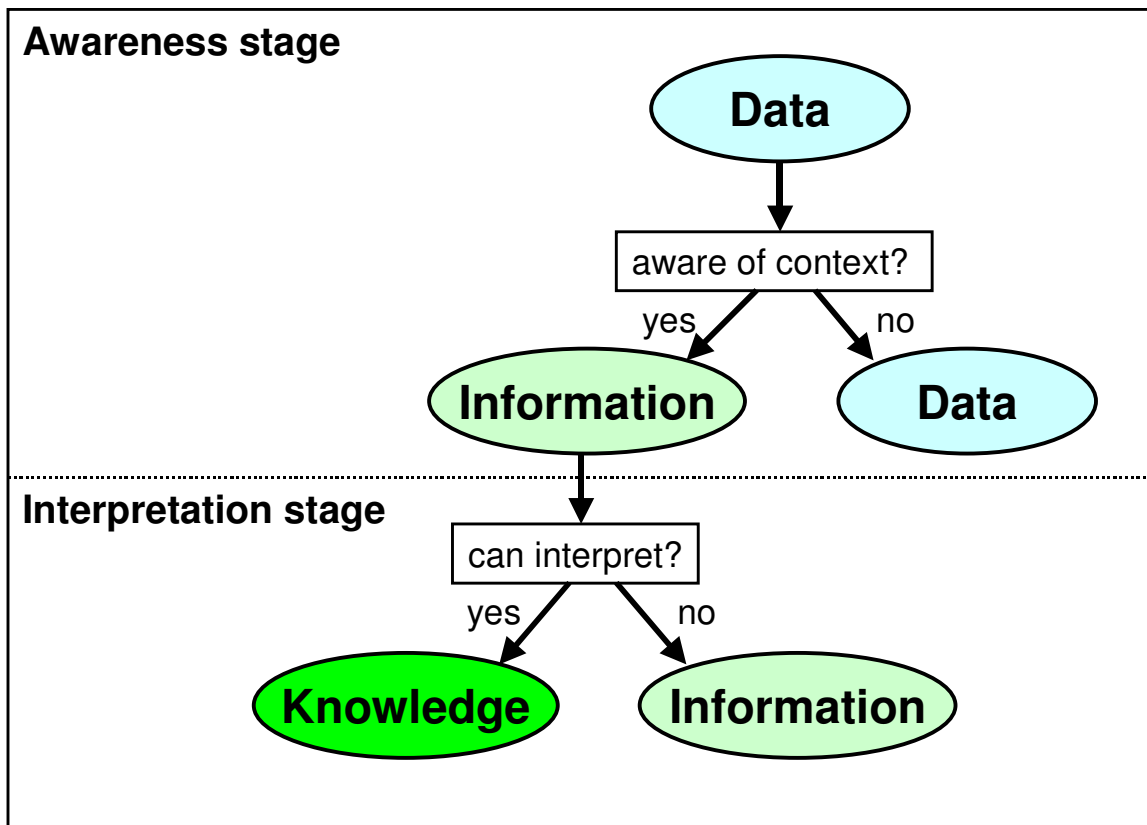 Awareness stage
Data
aware of context?
yes
no
Information
Data
Interpretation stage
can interpret?
yes
no
Knowledge
Information